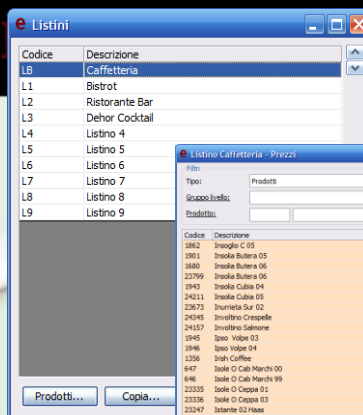 Listini
Codice Descrizione
LB Caffetteria
L1 Bistrot
L2 Ristorante Bar
L3 Dehor Cocktail
L4 Listino 4
L5 Listino 5
L6 Listino 6
L7 Listino 7
L8 Listino 8
L9 Listino 9
Prodotti... Copia...
Listino Caffetteria - Prezzi
Filtri
Tipo: Prodotti
Gruppo livello:
Prodotto:
Codice Descrizione
1862 Insoglio C 05
1901 Insolia Butera 05
1680 Insolia Butera 06
23799 Insolia Butera 06
1943 Insolia Cubia 04
24211 Insolia Cubia 05
23673 Inurrieta Sur 02
24345 Involtino Crespelle
24157 Involtino Salmone
1945 Ipso Volpe 03
1946 Ipso Volpe 04
1356 Irish Coffee
647 Isole O Cab Marchi 00
646 Isole O Cab Marchi 99
23335 Isole O Ceppa 01
23336 Isole O Ceppa 03
23247 Istante 02 Haas